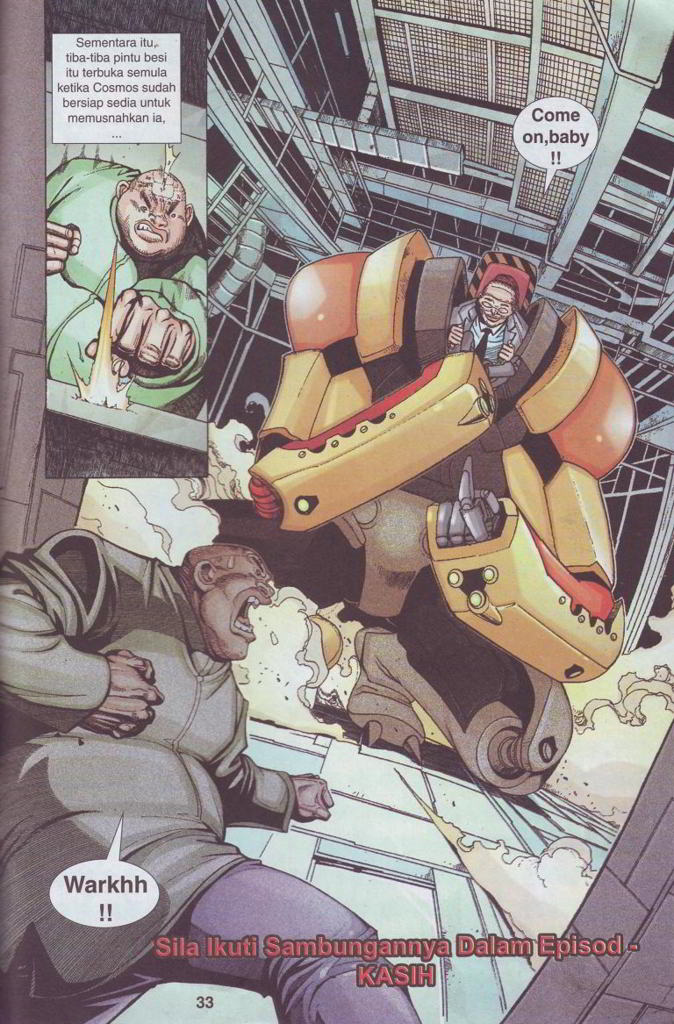 Sementara itu,
tiba-tiba pintu besi
itu terbuka semula
ketika Cosmos sudah
bersiap sedia untuk
memusnahkan ia,
...
Come
on,baby
!!
Warkhh
!!
Sila Ikuti Sambungannya Dalam Episod -
KASIH
33